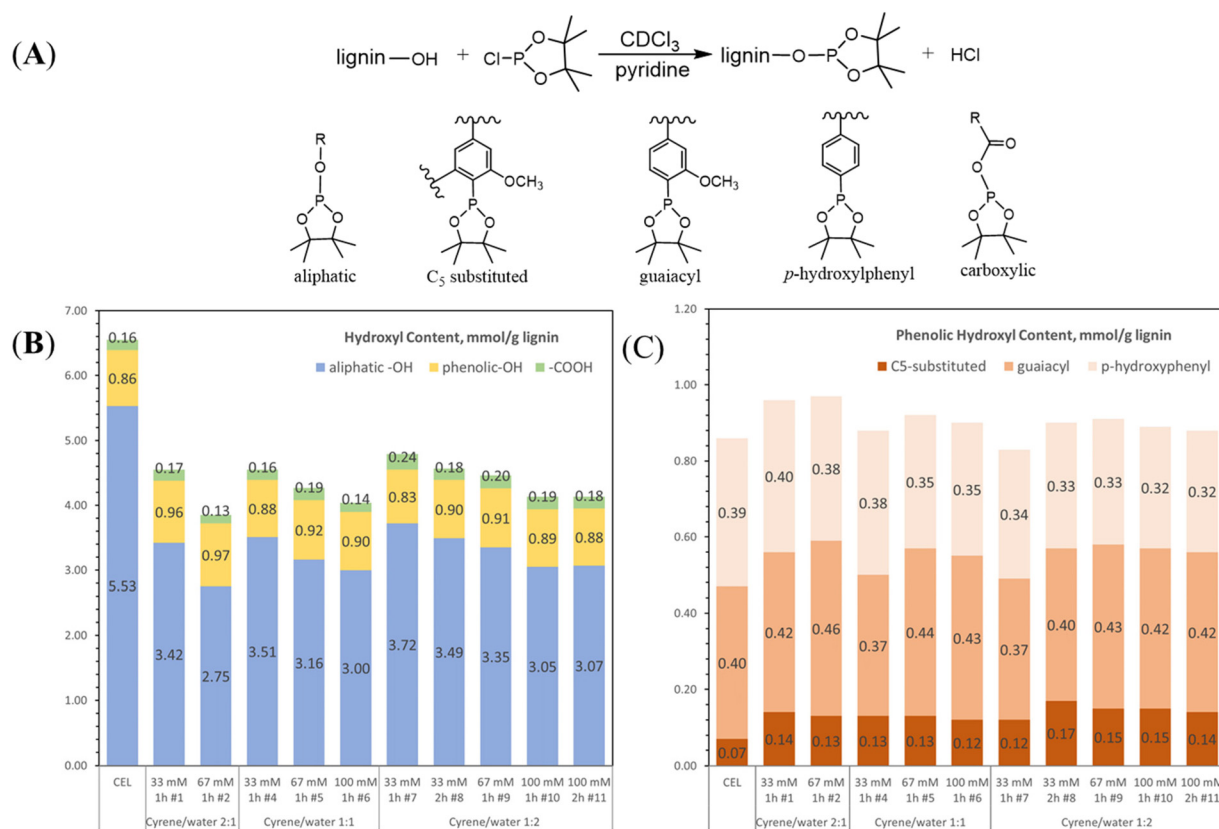 (A)
lignin—OH + Cl P O O CDCl3 pyridine lignin O P O O + HCl
R O P O O
OCH3 P O O
OCH3 P O O
P O O
R O O P O O
aliphatic C5 substituted guaiacyl p-hydroxylphenyl carboxylic
(B)
Hydroxyl Content, mmol/g lignin
aliphatic -OH phenolic-OH -COOH
7.00
6.00
5.00
4.00
3.00
2.00
1.00
0.00
0.16 0.17 0.13 0.16 0.19 0.14 0.24 0.18 0.20 0.19 0.18
0.86 0.96 0.97 0.88 0.92 0.90 0.83 0.90 0.91 0.89 0.88
5.53 3.42 2.75 3.51 3.16 3.00 3.72 3.49 3.35 3.05 3.07
CEL 33 mM 67 mM 33 mM 67 mM 100 mM 33 mM 33 mM 67 mM 100 mM 100 mM
1h #1 1h #2 1h #4 1h #5 1h #6 1h #7 2h #8 1h #9 1h #10 2h #11
Cyrene/water 2:1 Cyrene/water 1:1 Cyrene/water 1:2
(C)
Phenolic Hydroxyl Content, mmol/g lignin
C5-substituted guaiacyl p-hydroxyphenyl
1.20
1.00
0.80
0.60
0.40
0.20
0.00
0.39 0.40 0.38 0.38 0.35 0.35 0.34 0.33 0.33 0.32 0.32
0.40 0.42 0.46 0.37 0.44 0.43 0.37 0.40 0.43 0.42 0.42
0.07 0.14 0.13 0.13 0.13 0.12 0.12 0.17 0.15 0.15 0.14
CEL 33 mM 67 mM 33 mM 67 mM 100 mM 33 mM 33 mM 67 mM 100 mM 100 mM
1h #1 1h #2 1h #4 1h #5 1h #6 1h #7 2h #8 1h #9 1h #10 2h #11
Cyrene/water 2:1 Cyrene/water 1:1 Cyrene/water 1:2